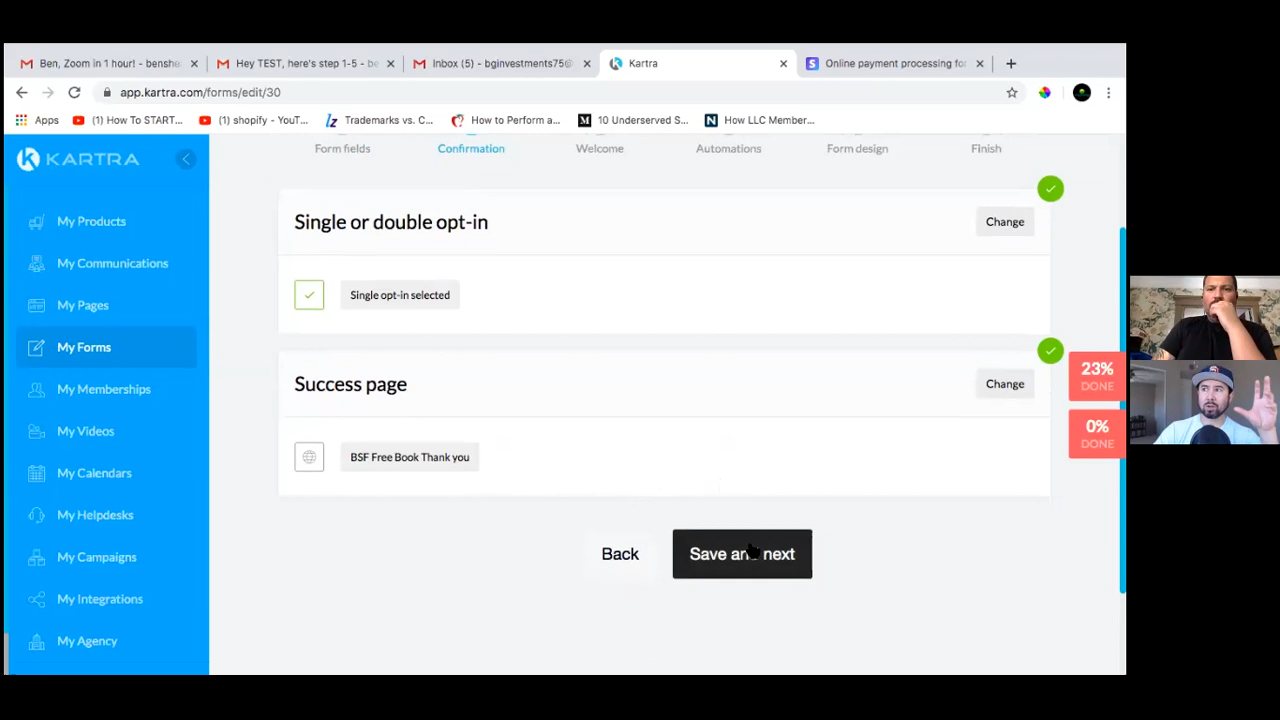 Ben, Zoom in 1 hour! - benshe
Hey TEST, here's step 1-5 - be
Inbox (5) - bginvestments75@
Kartra
Online payment processing for
app.kartra.com/forms/edit/30
Apps
(1) How To START...
(1) shopify - YouT...
Trademarks vs. C...
How to Perform a...
10 Underserved S...
How LLC Member...
KARTRA
My Products
My Communications
My Pages
My Forms
My Memberships
My Videos
My Calendars
My Helpdesks
My Campaigns
My Integrations
My Agency
Form fields
Confirmation
Welcome
Automations
Form design
Finish
Single or double opt-in
Change
Single opt-in selected
Success page
Change
BSF Free Book Thank you
Back
Save and next
23%
DONE
0%
DONE